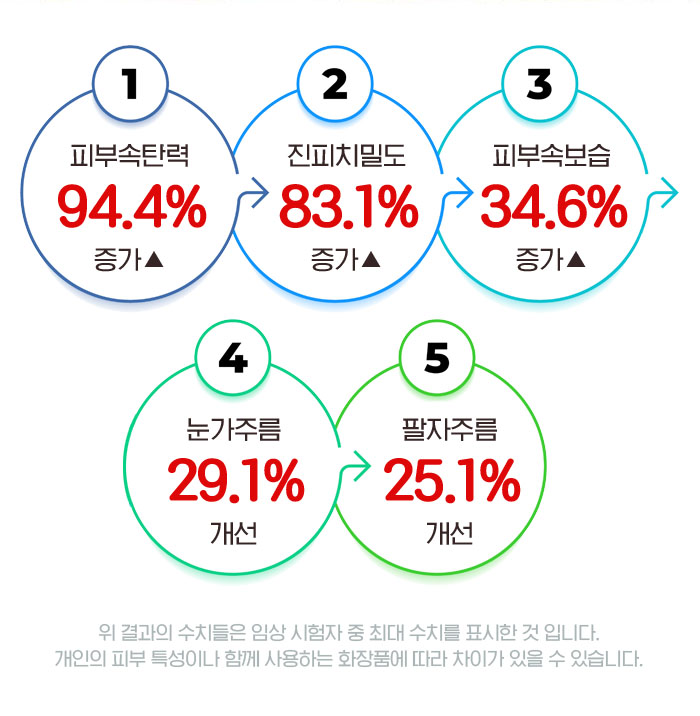 1
피부속탄력
94.4%
증가▲
2
진피치밀도
83.1%
증가▲
3
피부속보습
34.6%
증가▲
4
눈가주름
29.1%
개선
5
팔자주름
25.1%
개선
위 결과의 수치들은 임상 시험자 중 최대 수치를 표시한 것 입니다.
개인의 피부 특성이나 함께 사용하는 화장품에 따라 차이가 있을 수 있습니다.